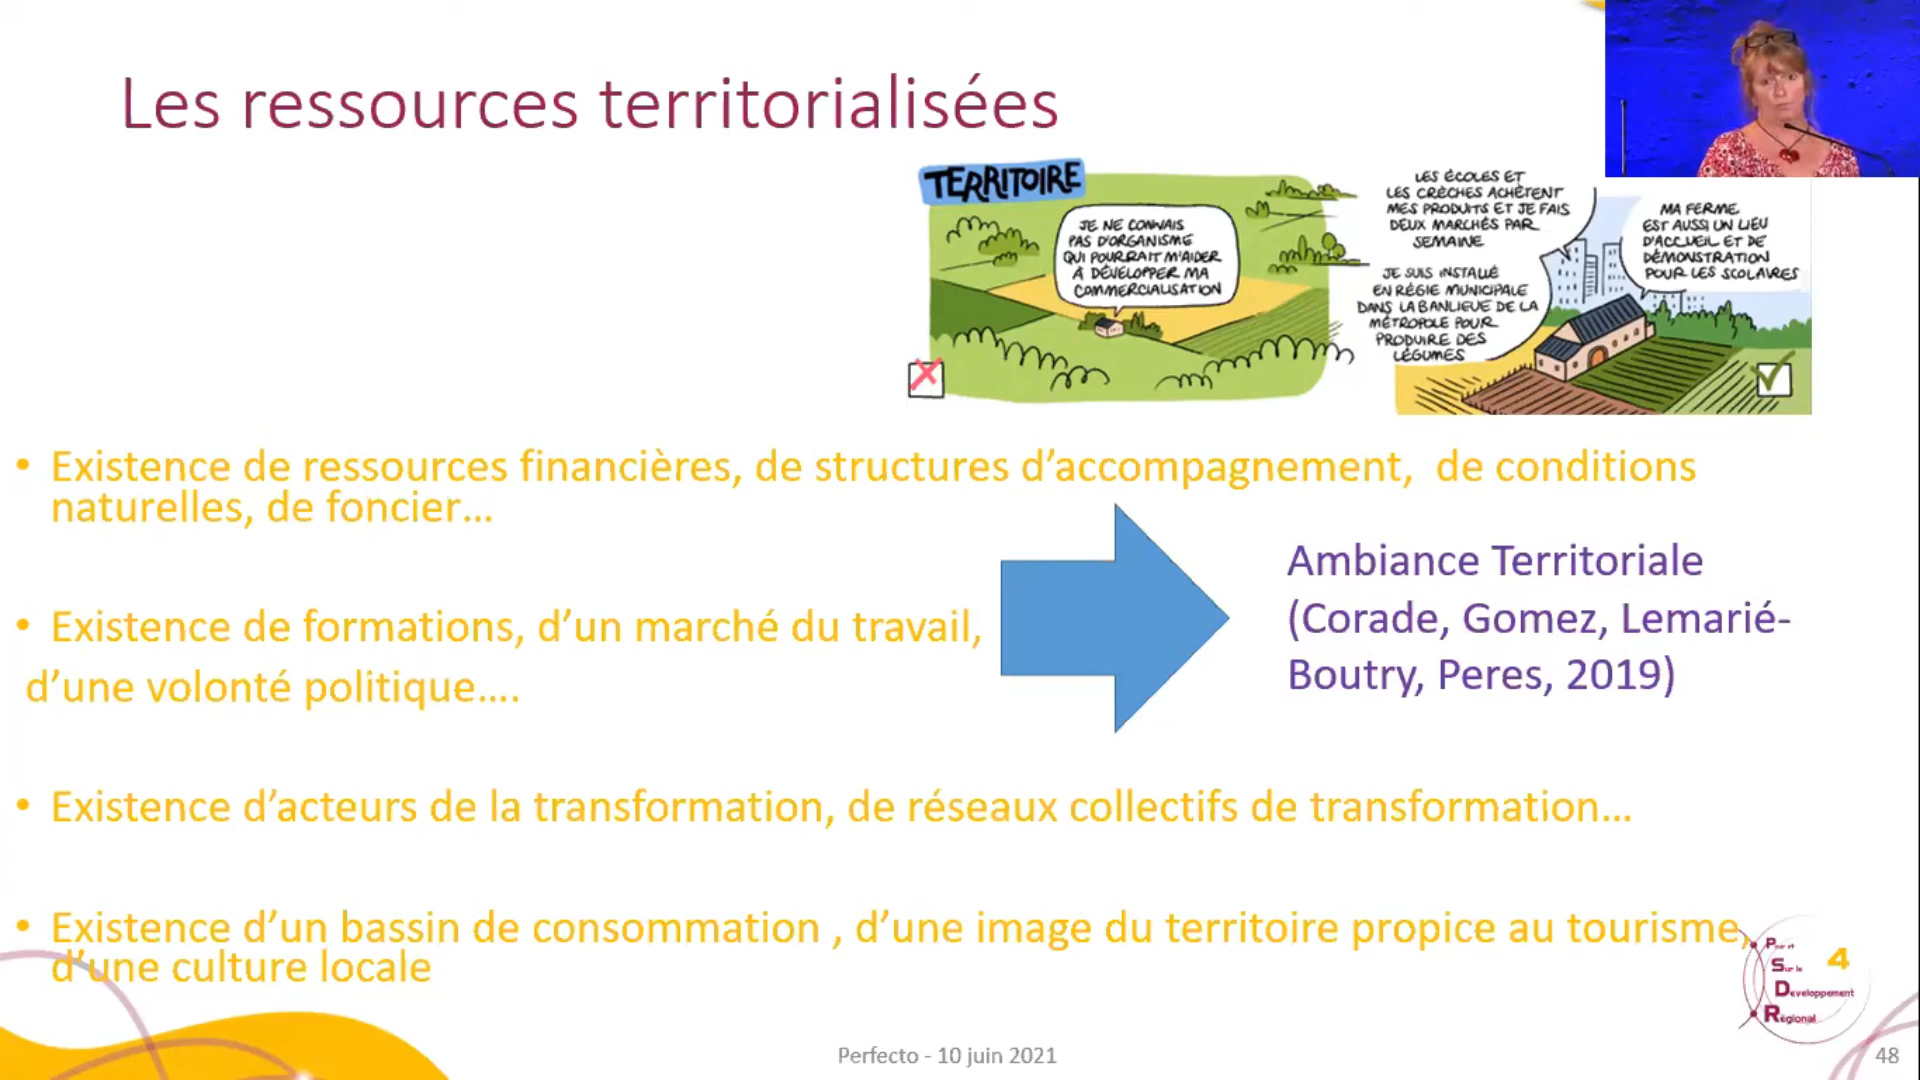 Les ressources territorialisées
TERRITOIRE
JE NE CONNAIS
PAS D'ORGANISME
QUI POURRAIT M'AIDER
À DÉVELOPPER MA
COMMERCIALISATION
LES ÉCOLES ET
LES CRÈCHES ACHÈTENT
MES PRODUITS ET JE FAIS
DEUX MARCHÉS PAR
SEMAINE
JE SUIS INSTALLÉ
EN RÉGIE MUNICIPALE
DANS LA BANLIEUE DE LA
MÉTROPOLE POUR
PRODUIRE DES
LÉGUMES
MA FERME
EST AUSSI UN LIEU
D'ACCUEIL ET DE
DÉMONSTRATION
POUR LES SCOLAIRES
• Existence de ressources financières, de structures d’accompagnement, de conditions
naturelles, de foncier…
• Existence de formations, d’un marché du travail,
d’une volonté politique….
Ambiance Territoriale
(Corade, Gomez, Lemarié-
Boutry, Peres, 2019)
• Existence d’acteurs de la transformation, de réseaux collectifs de transformation…
• Existence d’un bassin de consommation , d’une image du territoire propice au tourisme,
d’une culture locale
Pour et
Sur le
Developpement
Régional
4
Perfecto - 10 juin 2021
48